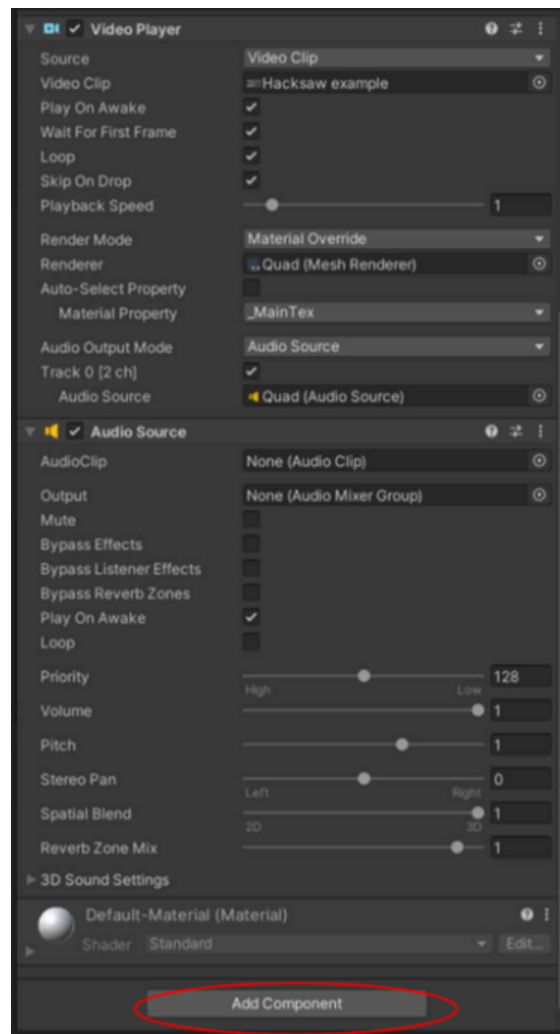 Video Player
Source Video Clip
Video Clip Hacksaw example
Play On Awake
Wait For First Frame
Loop
Skip On Drop
Playback Speed 1
Render Mode Material Override
Renderer Quad (Mesh Renderer)
Auto-Select Property
Material Property _MainTex
Audio Output Mode Audio Source
Track 0 [2 ch]
Audio Source Quad (Audio Source)
Audio Source
AudioClip None (Audio Clip)
Output None (Audio Mixer Group)
Mute
Bypass Effects
Bypass Listener Effects
Bypass Reverb Zones
Play On Awake
Loop
Priority 128
High Low
Volume 1
Pitch 1
Stereo Pan 0
Left Right
Spatial Blend 1
2D 3D
Reverb Zone Mix 1
3D Sound Settings
Default-Material (Material)
Shader Standard Edit...
Add Component